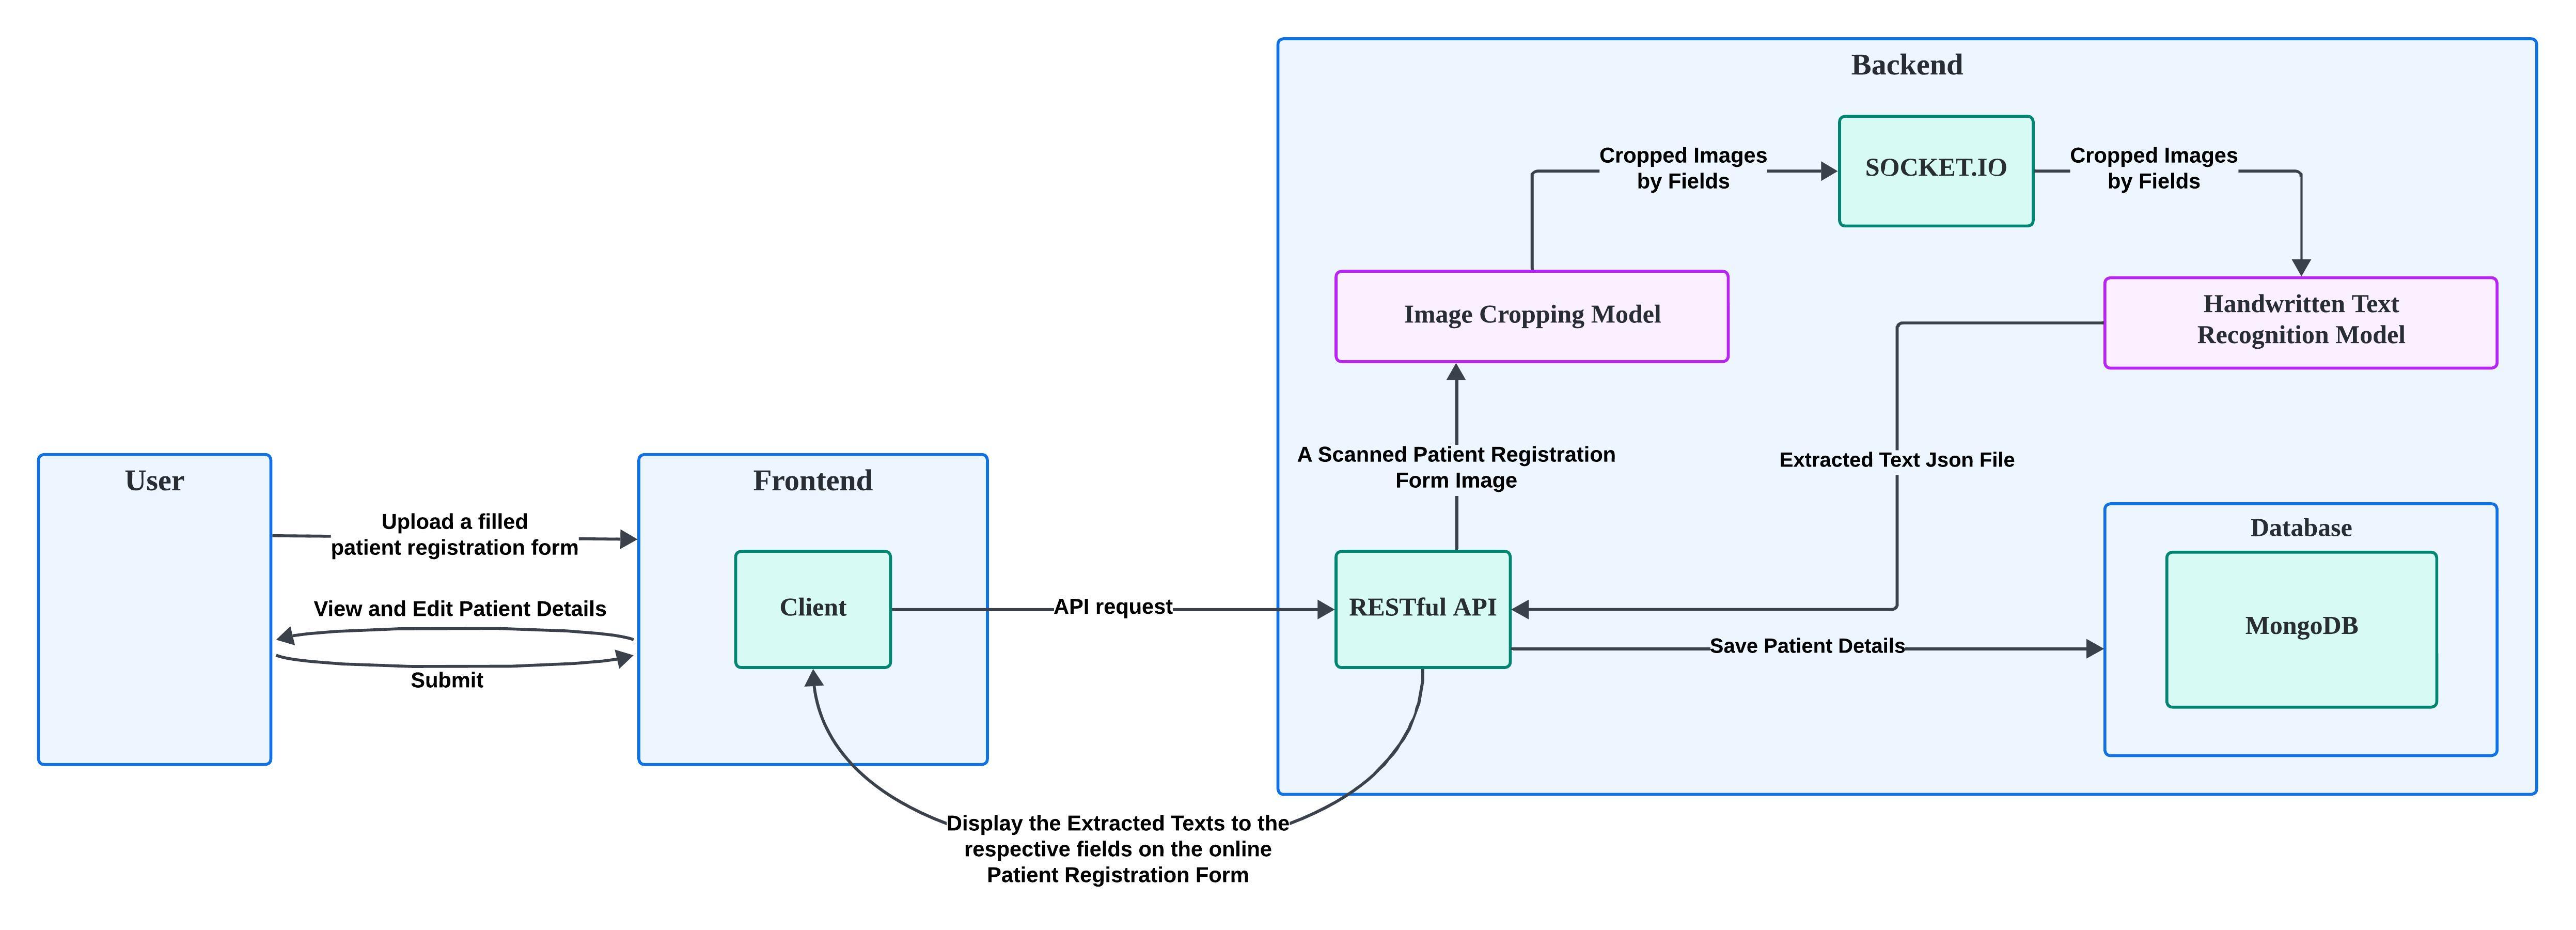 Backend
SOCKET.IO
Cropped Images
by Fields
Cropped Images
by Fields
Image Cropping Model
Handwritten Text
Recognition Model
A Scanned Patient Registration
Form Image
Extracted Text Json File
User
Frontend
Upload a filled
patient registration form
View and Edit Patient Details
Submit
Client
API request
RESTful API
Save Patient Details
Database
MongoDB
Display the Extracted Texts to the
respective fields on the online
Patient Registration Form